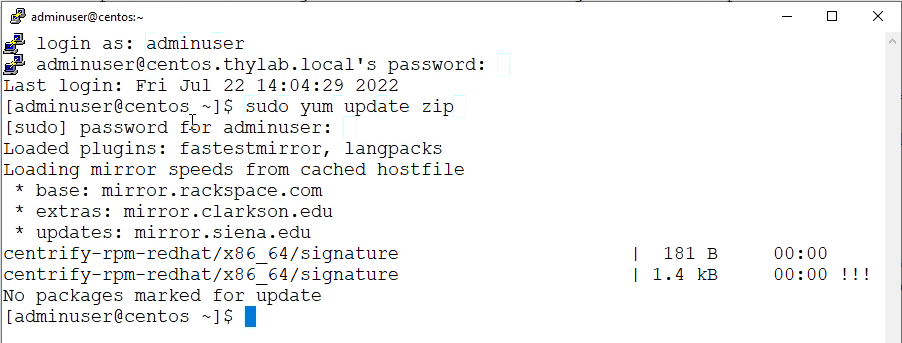 adminuser@centos:~
login as: adminuser
adminuser@centos.thylab.local's password:
Last login: Fri Jul 22 14:04:29 2022
[adminuser@centos ~]$ sudo yum update zip
[sudo] password for adminuser:
Loaded plugins: fastestmirror, langpacks
Loading mirror speeds from cached hostfile
 * base: mirror.rackspace.com
 * extras: mirror.clarkson.edu
 * updates: mirror.siena.edu
centrify-rpm-redhat/x86_64/signature | 181 B 00:00
centrify-rpm-redhat/x86_64/signature | 1.4 kB 00:00 !!!
No packages marked for update
[adminuser@centos ~]$